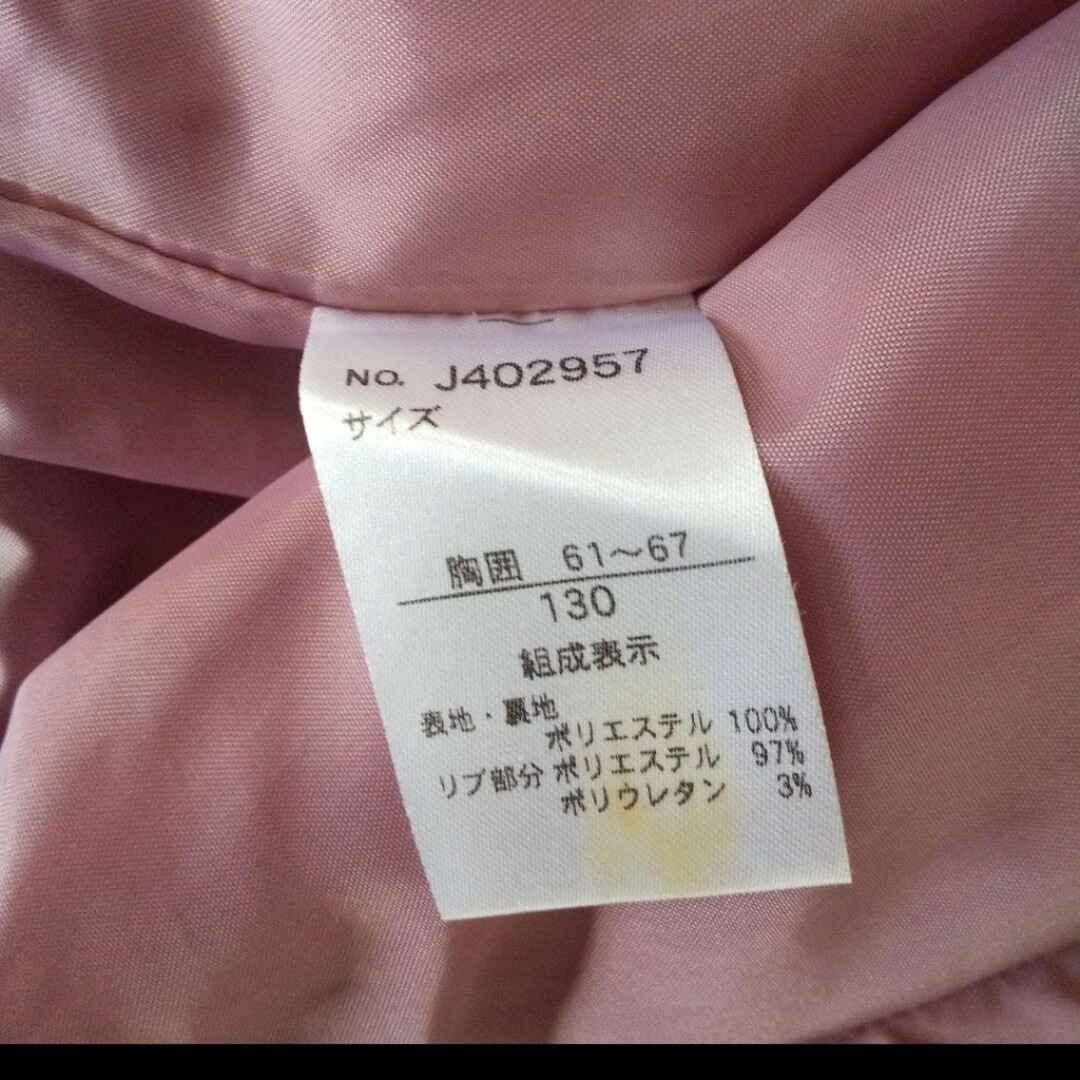 NO. J402957
サイズ
胸囲 61～67
130
組成表示
表地・裏地
ポリエステル 100%
リブ部分 ポリエステル 97%
ポリウレタン 3%